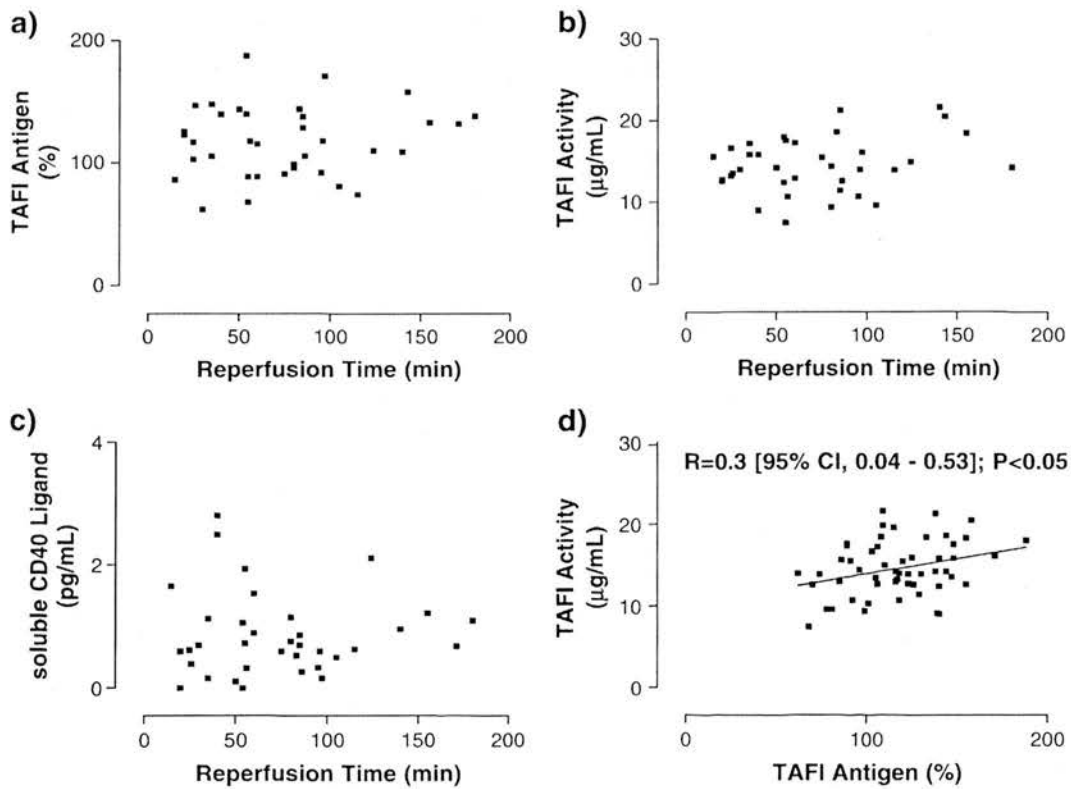 a)
200
100
0
TAFI Antigen
(%)
0 50 100 150 200
Reperfusion Time (min)
b)
30
20
10
0
TAFI Activity
(µg/mL)
0 50 100 150 200
Reperfusion Time (min)
c)
4
2
0
soluble CD40 Ligand
(pg/mL)
0 50 100 150 200
Reperfusion Time (min)
d)
30
20
10
0
R=0.3 [95% CI, 0.04 - 0.53]; P<0.05
TAFI Activity
(µg/mL)
0 100 200
TAFI Antigen (%)